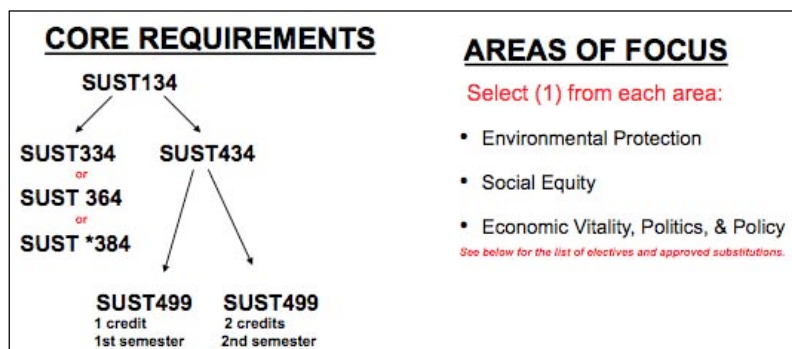 CORE REQUIREMENTS
SUST134
SUST334
or
SUST 364
or
SUST *384
SUST434
SUST499
1 credit
1st semester
SUST499
2 credits
2nd semester
AREAS OF FOCUS
Select (1) from each area:
• Environmental Protection
• Social Equity
• Economic Vitality, Politics, & Policy
See below for the list of electives and approved substitutions.